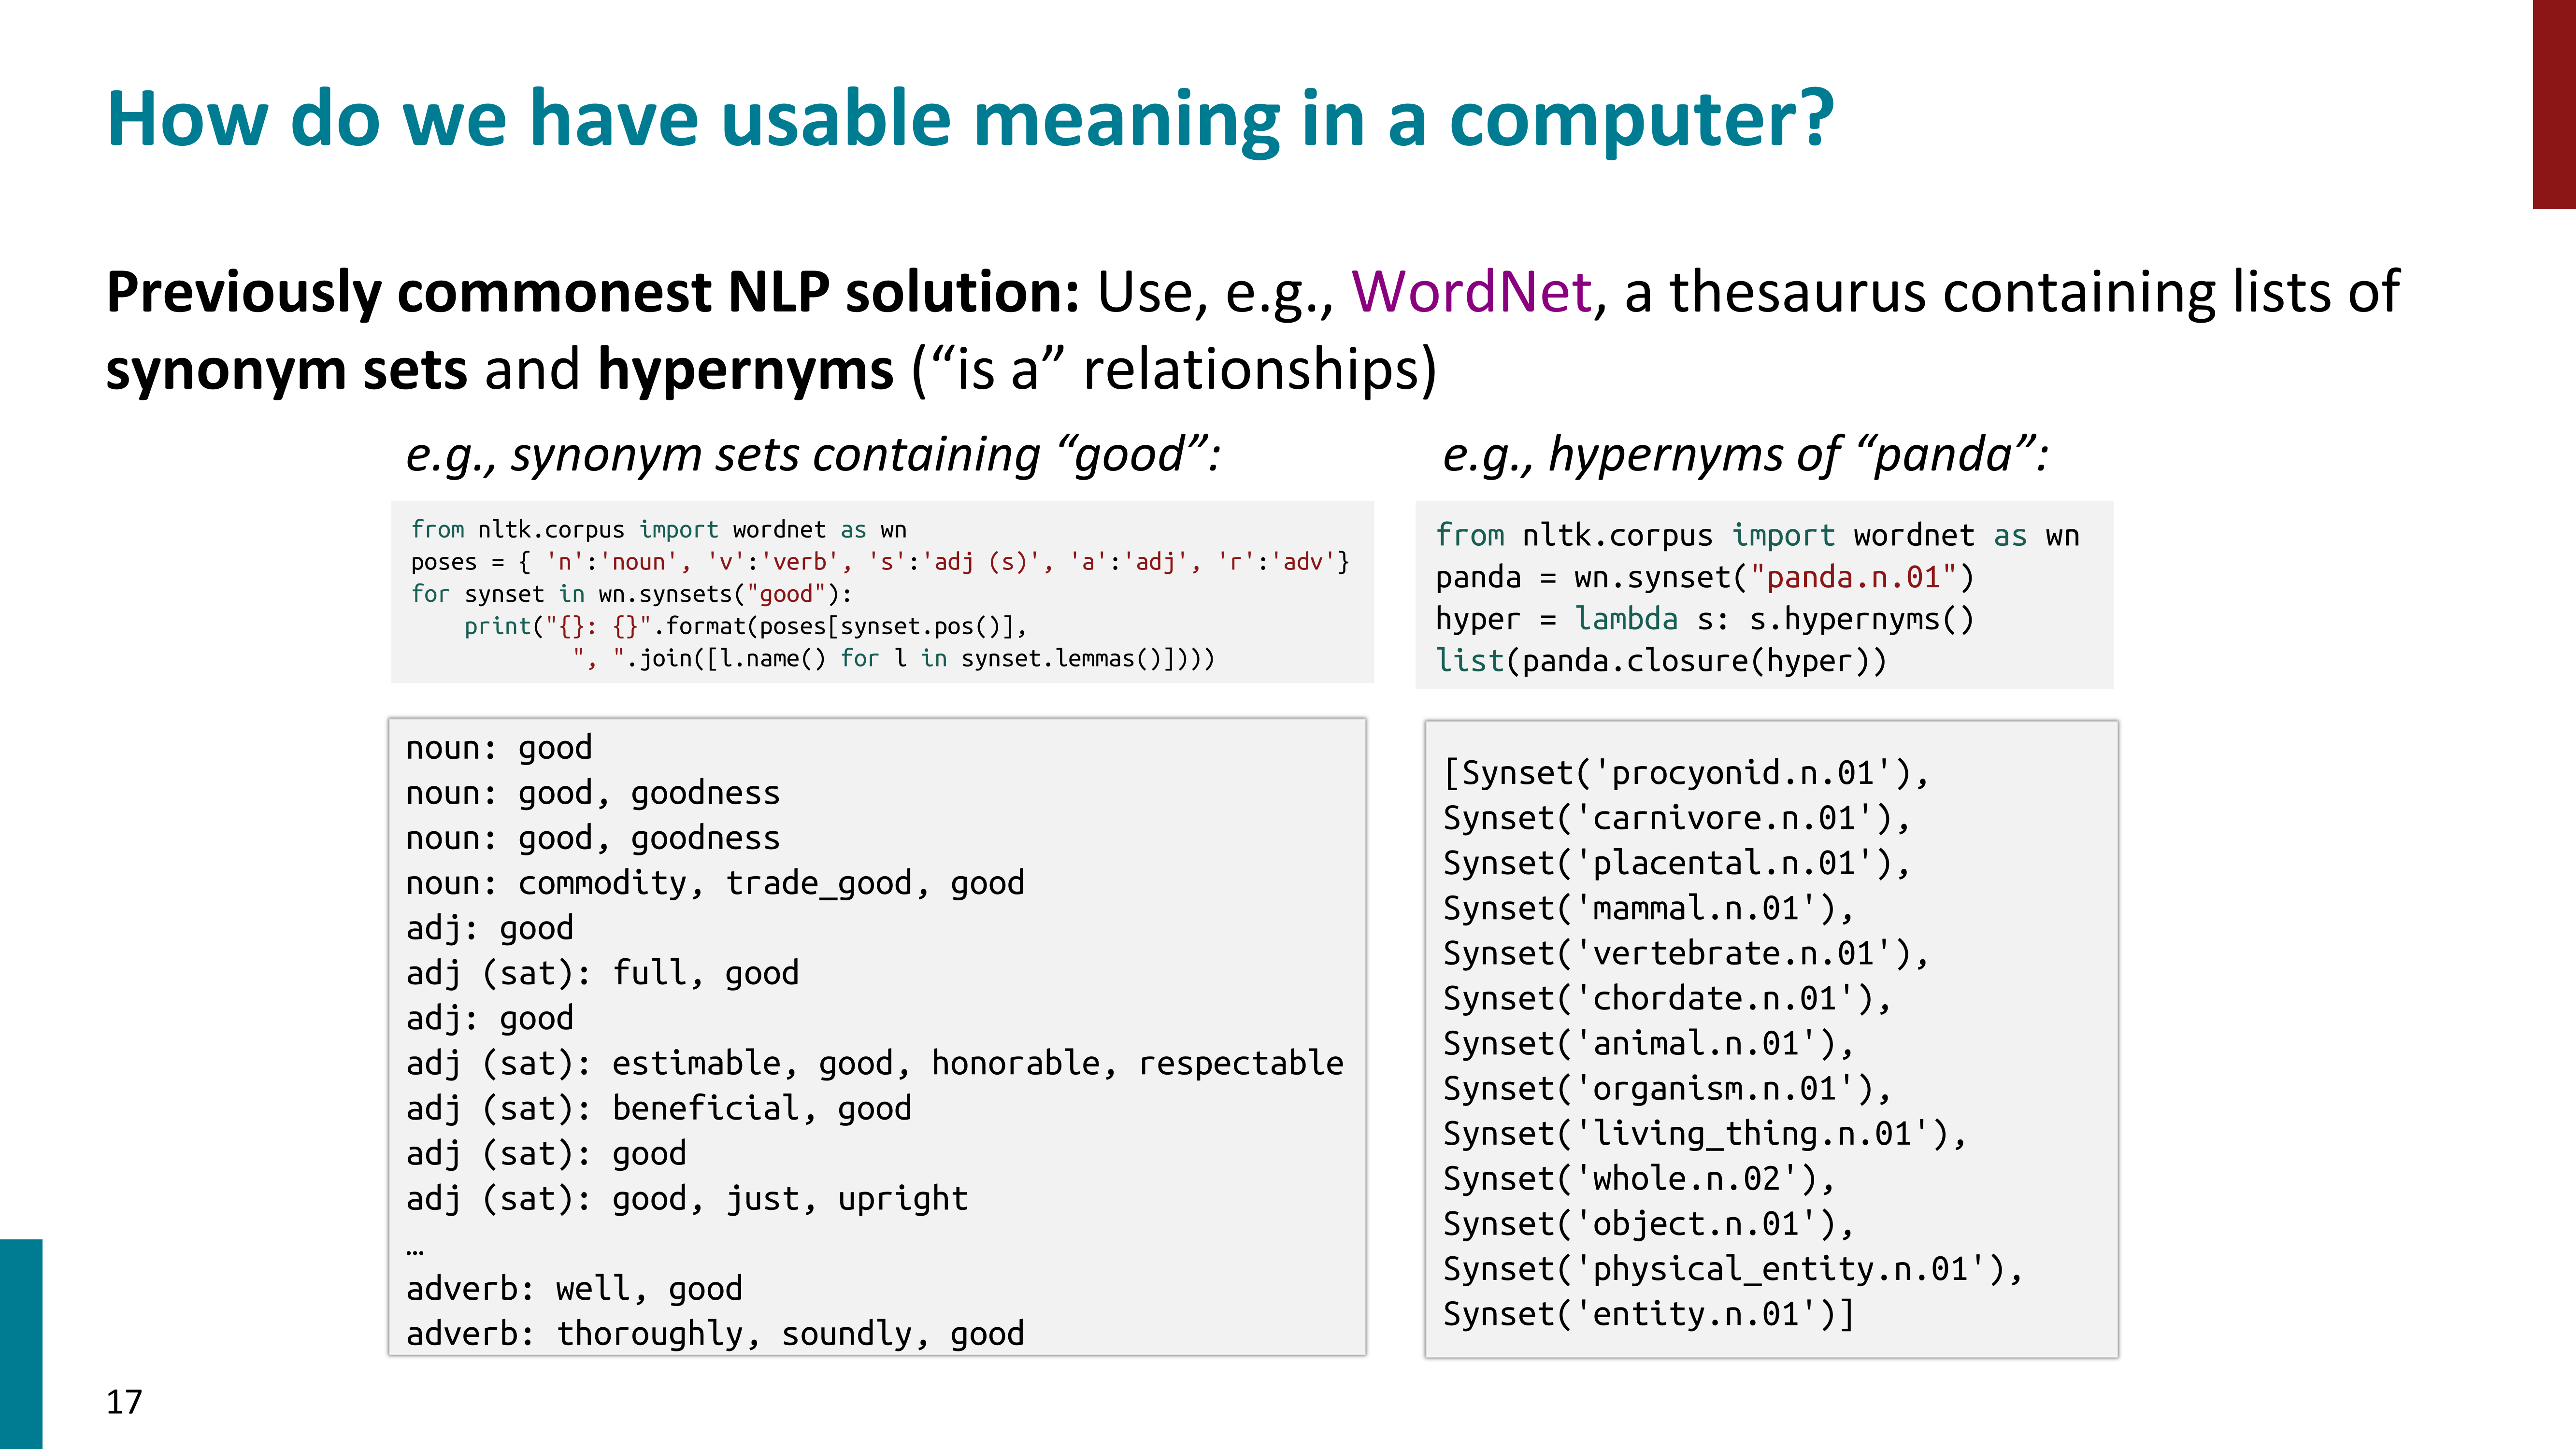 How do we have usable meaning in a computer?
Previously commonest NLP solution: Use, e.g., WordNet, a thesaurus containing lists of
synonym sets and hypernyms (“is a” relationships)
e.g., synonym sets containing “good”:
from nltk.corpus import wordnet as wn
poses = { 'n':'noun', 'v':'verb', 's':'adj (s)', 'a':'adj', 'r':'adv'}
for synset in wn.synsets("good"):
    print("{}: {}".format(poses[synset.pos()],
            ", ".join([l.name() for l in synset.lemmas()])))
noun: good
noun: good, goodness
noun: good, goodness
noun: commodity, trade_good, good
adj: good
adj (sat): full, good
adj: good
adj (sat): estimable, good, honorable, respectable
adj (sat): beneficial, good
adj (sat): good
adj (sat): good, just, upright
…
adverb: well, good
adverb: thoroughly, soundly, good
e.g., hypernyms of “panda”:
from nltk.corpus import wordnet as wn
panda = wn.synset("panda.n.01")
hyper = lambda s: s.hypernyms()
list(panda.closure(hyper))
[Synset('procyonid.n.01'),
Synset('carnivore.n.01'),
Synset('placental.n.01'),
Synset('mammal.n.01'),
Synset('vertebrate.n.01'),
Synset('chordate.n.01'),
Synset('animal.n.01'),
Synset('organism.n.01'),
Synset('living_thing.n.01'),
Synset('whole.n.02'),
Synset('object.n.01'),
Synset('physical_entity.n.01'),
Synset('entity.n.01')]
17